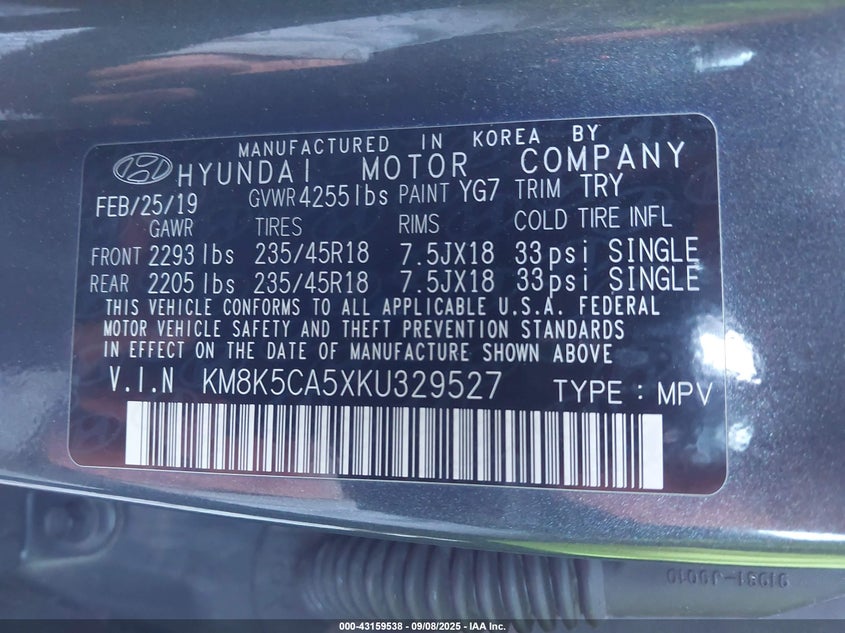 MANUFACTURED IN KOREA BY
HYUNDAI MOTOR COMPANY
FEB/25/19 GVWR 4255 lbs PAINT YG7 TRIM TRY
GAWR TIRES RIMS COLD TIRE INFL
FRONT 2293 lbs 235/45R18 7.5JX18 33psi SINGLE
REAR 2205 lbs 235/45R18 7.5JX18 33psi SINGLE
THIS VEHICLE CONFORMS TO ALL APPLICABLE U.S.A. FEDERAL
MOTOR VEHICLE SAFETY AND THEFT PREVENTION STANDARDS
IN EFFECT ON THE DATE OF MANUFACTURE SHOWN ABOVE
V.I.N KM8K5CA5XKU329527 TYPE : MPV
000-43159538 - 09/08/2025 - IAA Inc.